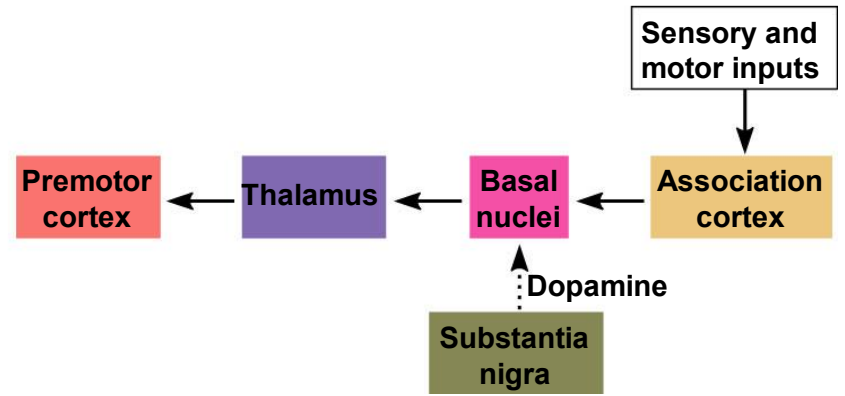 Sensory and
motor inputs
Premotor
cortex
Thalamus
Basal
nuclei
Association
cortex
Dopamine
Substantia
nigra